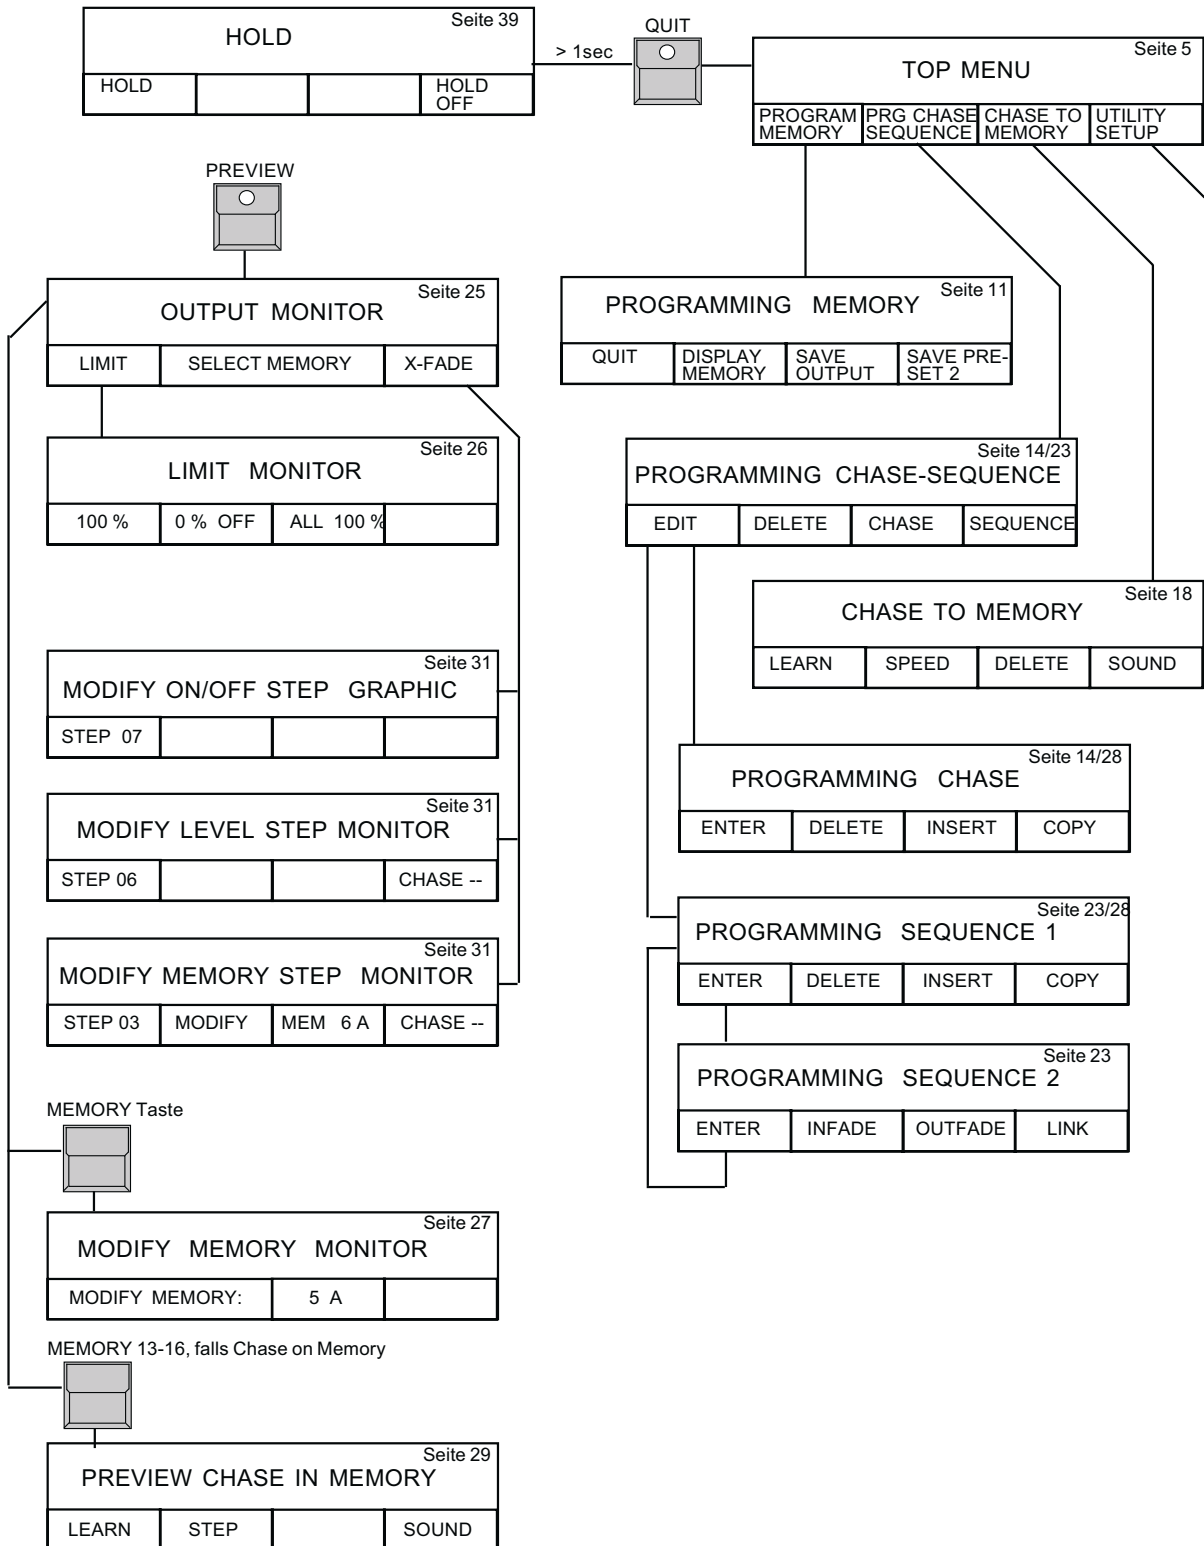 Seite 39
HOLD
HOLD
HOLD
OFF
> 1sec
QUIT
Seite 5
TOP MENU
PROGRAM
MEMORY
PRG CHASE
SEQUENCE
CHASE TO
MEMORY
UTILITY
SETUP
PREVIEW
Seite 25
OUTPUT MONITOR
LIMIT
SELECT MEMORY
X-FADE
Seite 11
PROGRAMMING MEMORY
QUIT
DISPLAY
MEMORY
SAVE
OUTPUT
SAVE PRE-
SET 2
Seite 26
LIMIT MONITOR
100 %
0 % OFF
ALL 100 %
Seite 14/23
PROGRAMMING CHASE-SEQUENCE
EDIT
DELETE
CHASE
SEQUENCE
Seite 18
CHASE TO MEMORY
LEARN
SPEED
DELETE
SOUND
Seite 31
MODIFY ON/OFF STEP GRAPHIC
STEP 07
Seite 14/28
PROGRAMMING CHASE
ENTER
DELETE
INSERT
COPY
Seite 31
MODIFY LEVEL STEP MONITOR
STEP 06
CHASE --
Seite 23/28
PROGRAMMING SEQUENCE 1
ENTER
DELETE
INSERT
COPY
Seite 31
MODIFY MEMORY STEP MONITOR
STEP 03
MODIFY
MEM 6 A
CHASE --
Seite 23
PROGRAMMING SEQUENCE 2
ENTER
INFADE
OUTFADE
LINK
MEMORY Taste
Seite 27
MODIFY MEMORY MONITOR
MODIFY MEMORY:
5 A
MEMORY 13-16, falls Chase on Memory
Seite 29
PREVIEW CHASE IN MEMORY
LEARN
STEP
SOUND